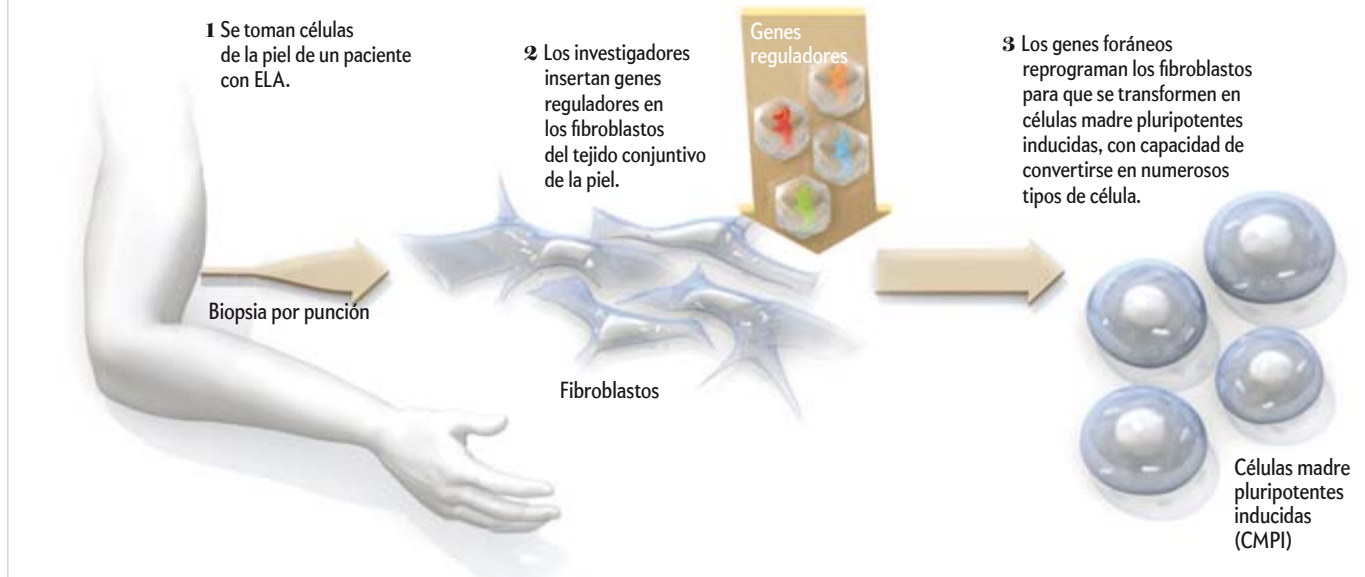 1 Se toman células
de la piel de un paciente
con ELA.
Biopsia por punción
2 Los investigadores
insertan genes
reguladores en
los fibroblastos
del tejido conjuntivo
de la piel.
Genes
reguladores
Fibroblastos
3 Los genes foráneos
reprograman los fibroblastos
para que se transformen en
células madre pluripotentes
inducidas, con capacidad de
convertirse en numerosos
tipos de célula.
Células madre
pluripotentes
inducidas
(CMPI)